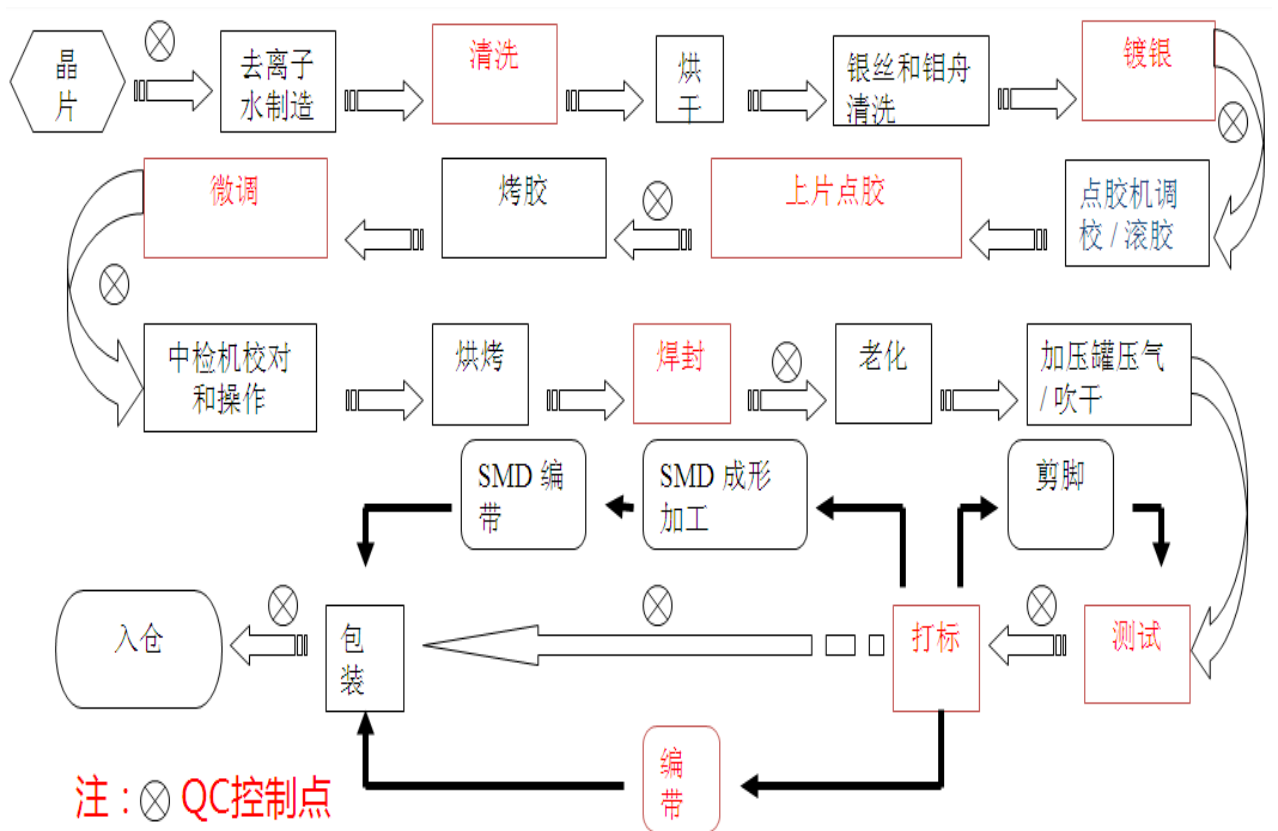 晶
片
去离子
水制造
清洗
烘
干
银丝和钼舟
清洗
镀银
微调
烤胶
上片点胶
点胶机调
校 / 滚胶
中检机校对
和操作
烘烤
焊封
老化
加压罐压气
/ 吹干
SMD 编
带
SMD 成形
加工
剪脚
入仓
包
装
打标
测试
编
带
注：⊗ QC控制点